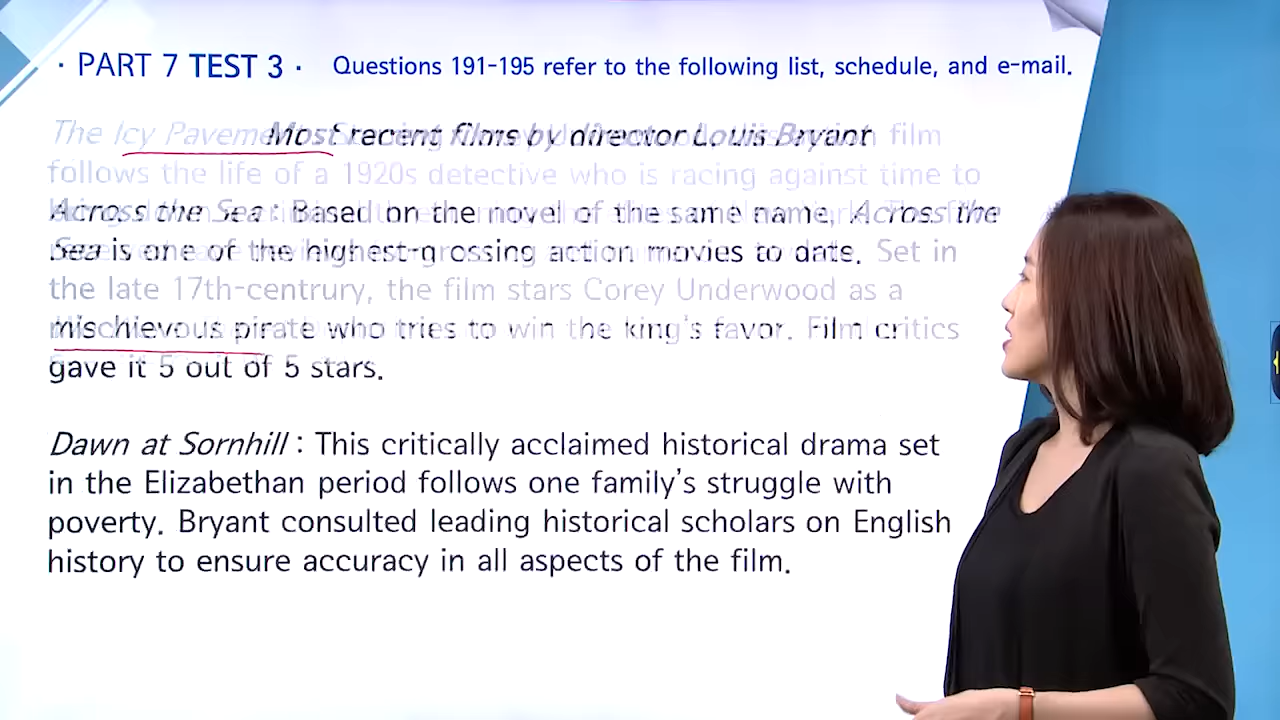 · PART 7 TEST 3 · Questions 191-195 refer to the following list, schedule, and e-mail.
Most recent films by director Louis Bryant
The Icy Pavement film
follows the life of a 1920s detective who is racing against time to
Across the Sea : Based on the novel of the same name, Across the
Sea is one of the highest-grossing action movies to date. Set in
the late 17th-centrury, the film stars Corey Underwood as a
mischievous pirate who tries to win the king's favor. Film critics
gave it 5 out of 5 stars.
Dawn at Sornhill : This critically acclaimed historical drama set
in the Elizabethan period follows one family's struggle with
poverty. Bryant consulted leading historical scholars on English
history to ensure accuracy in all aspects of the film.